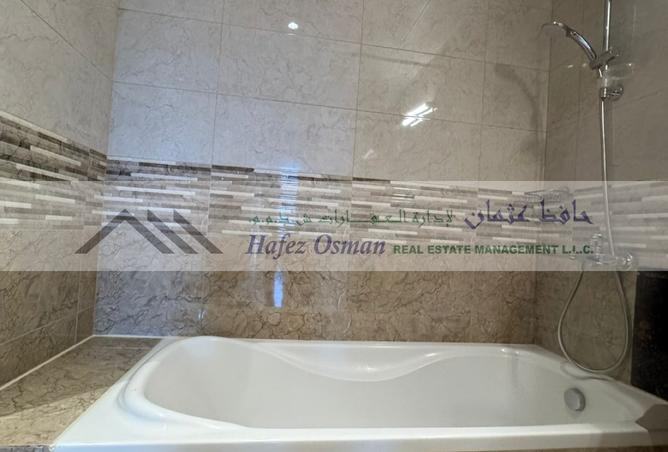 حافظ عثمان لإدارة العقارات ش.ذ.م.م
Hafez Osman REAL ESTATE MANAGEMENT L.L.C.